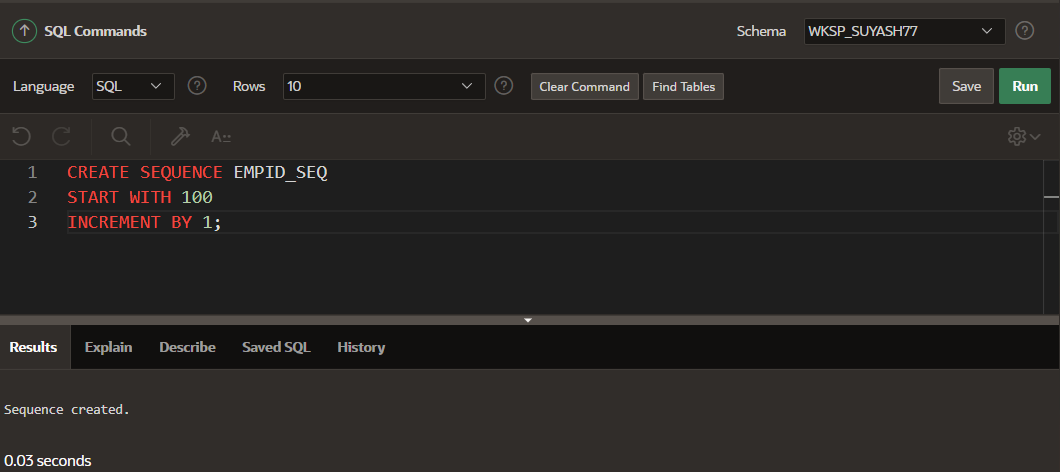 SQL Commands Schema WKSP_SUYASH77 ?
Language SQL ? Rows 10 ? Clear Command Find Tables Save Run
A
1 CREATE SEQUENCE EMPID_SEQ
2 START WITH 100
3 INCREMENT BY 1;
Results Explain Describe Saved SQL History
Sequence created.
0.03 seconds